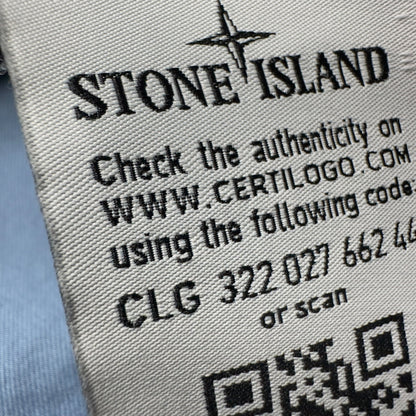 STONE ISLAND
Check the authenticity on
WWW.CERTILOGO.COM
using the following code:
CLG 322 027 662 44
or scan